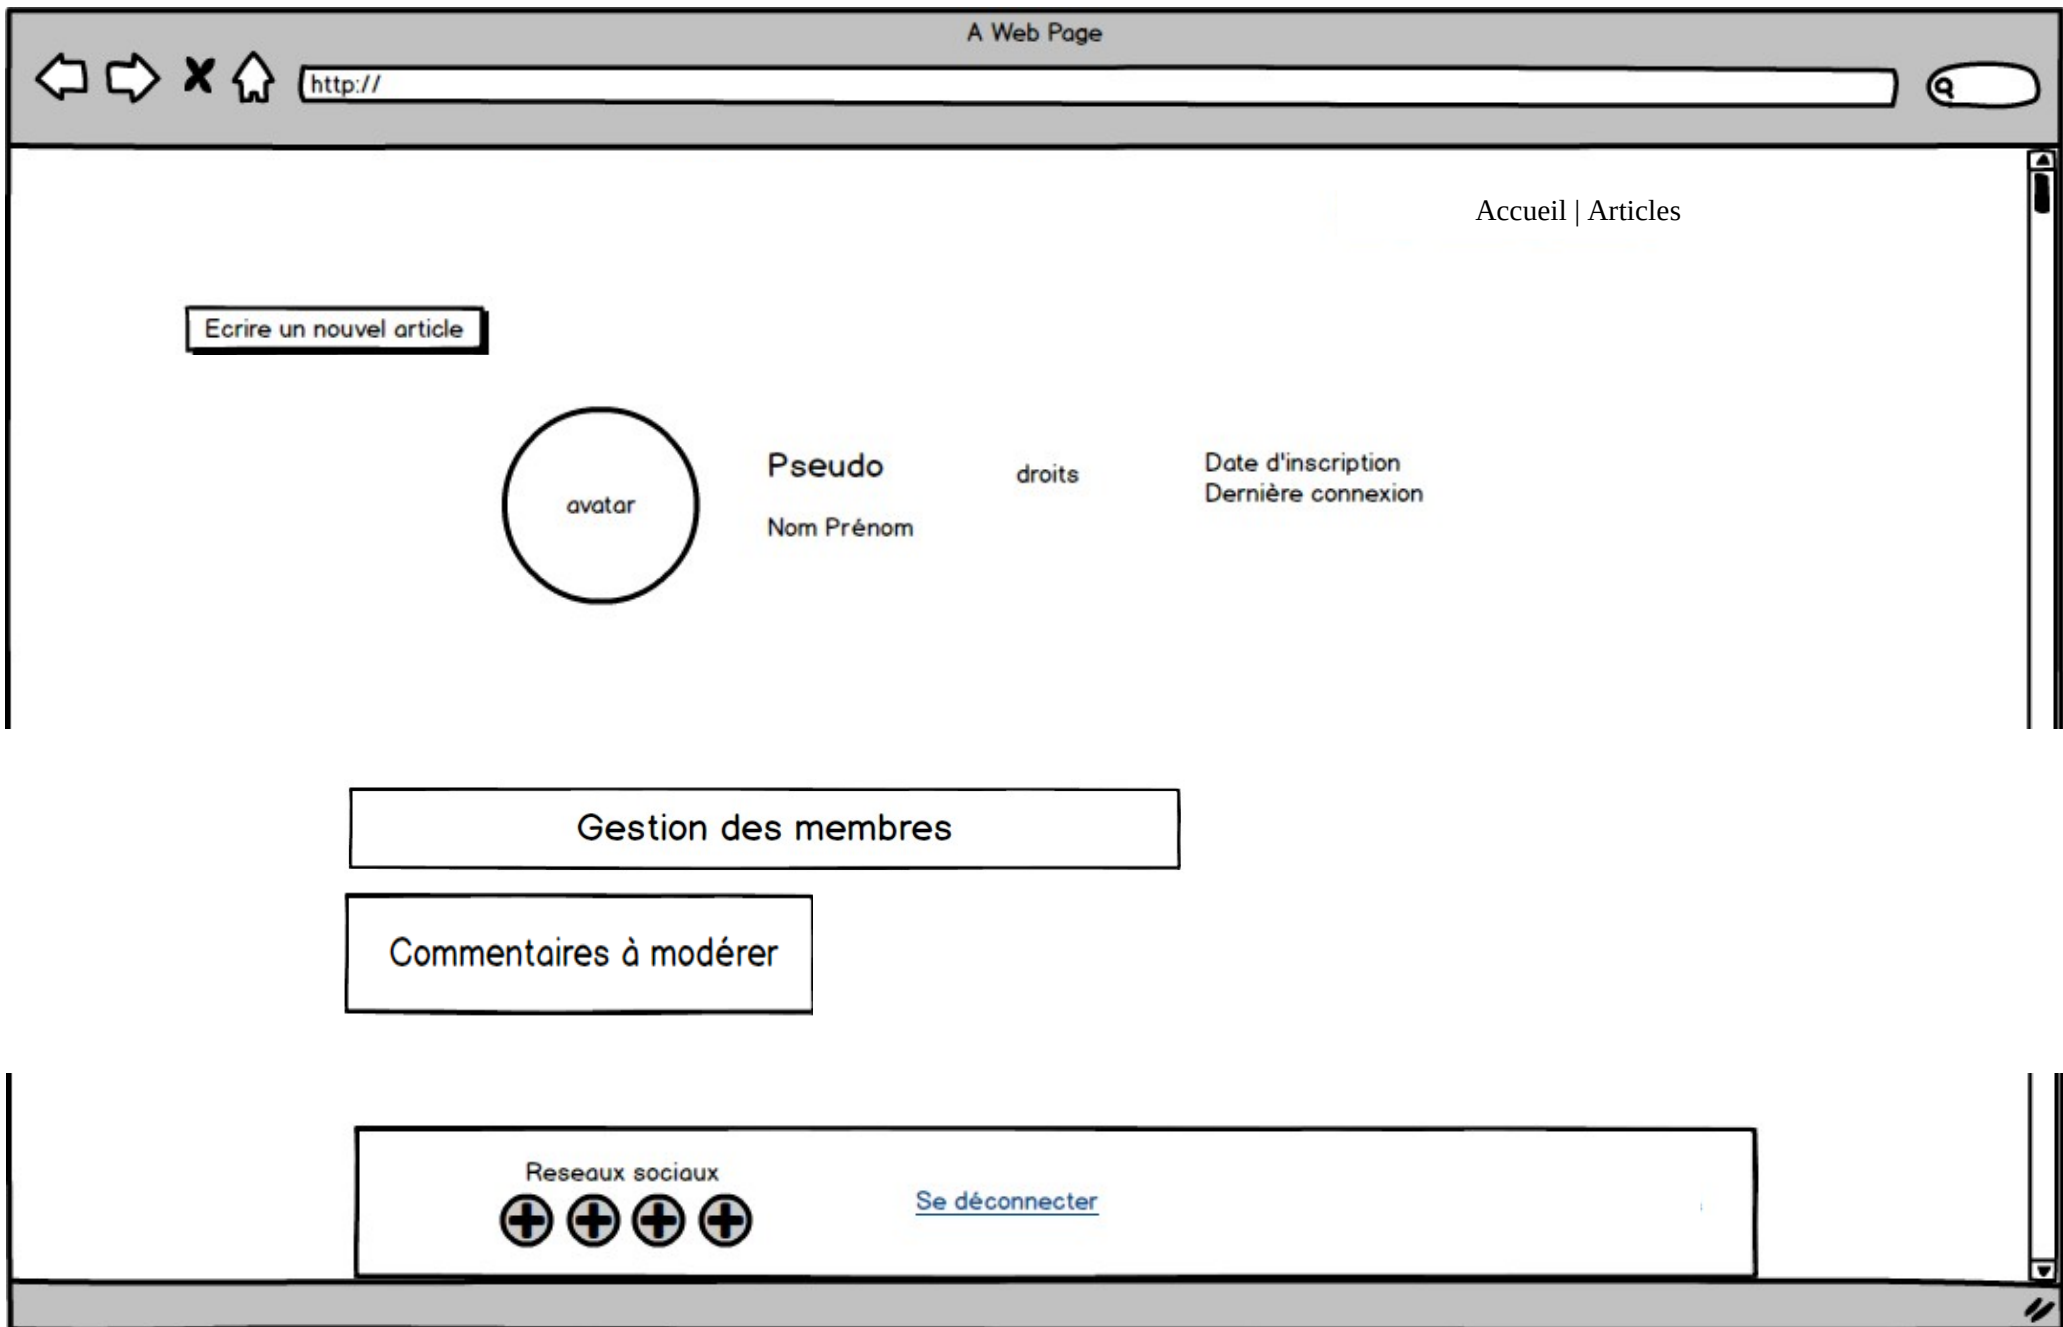 A Web Page
http://
Accueil | Articles
Ecrire un nouvel article
avatar
Pseudo
Nom Prénom
droits
Date d'inscription
Dernière connexion
Gestion des membres
Commentaires à modérer
Reseaux sociaux
Se déconnecter